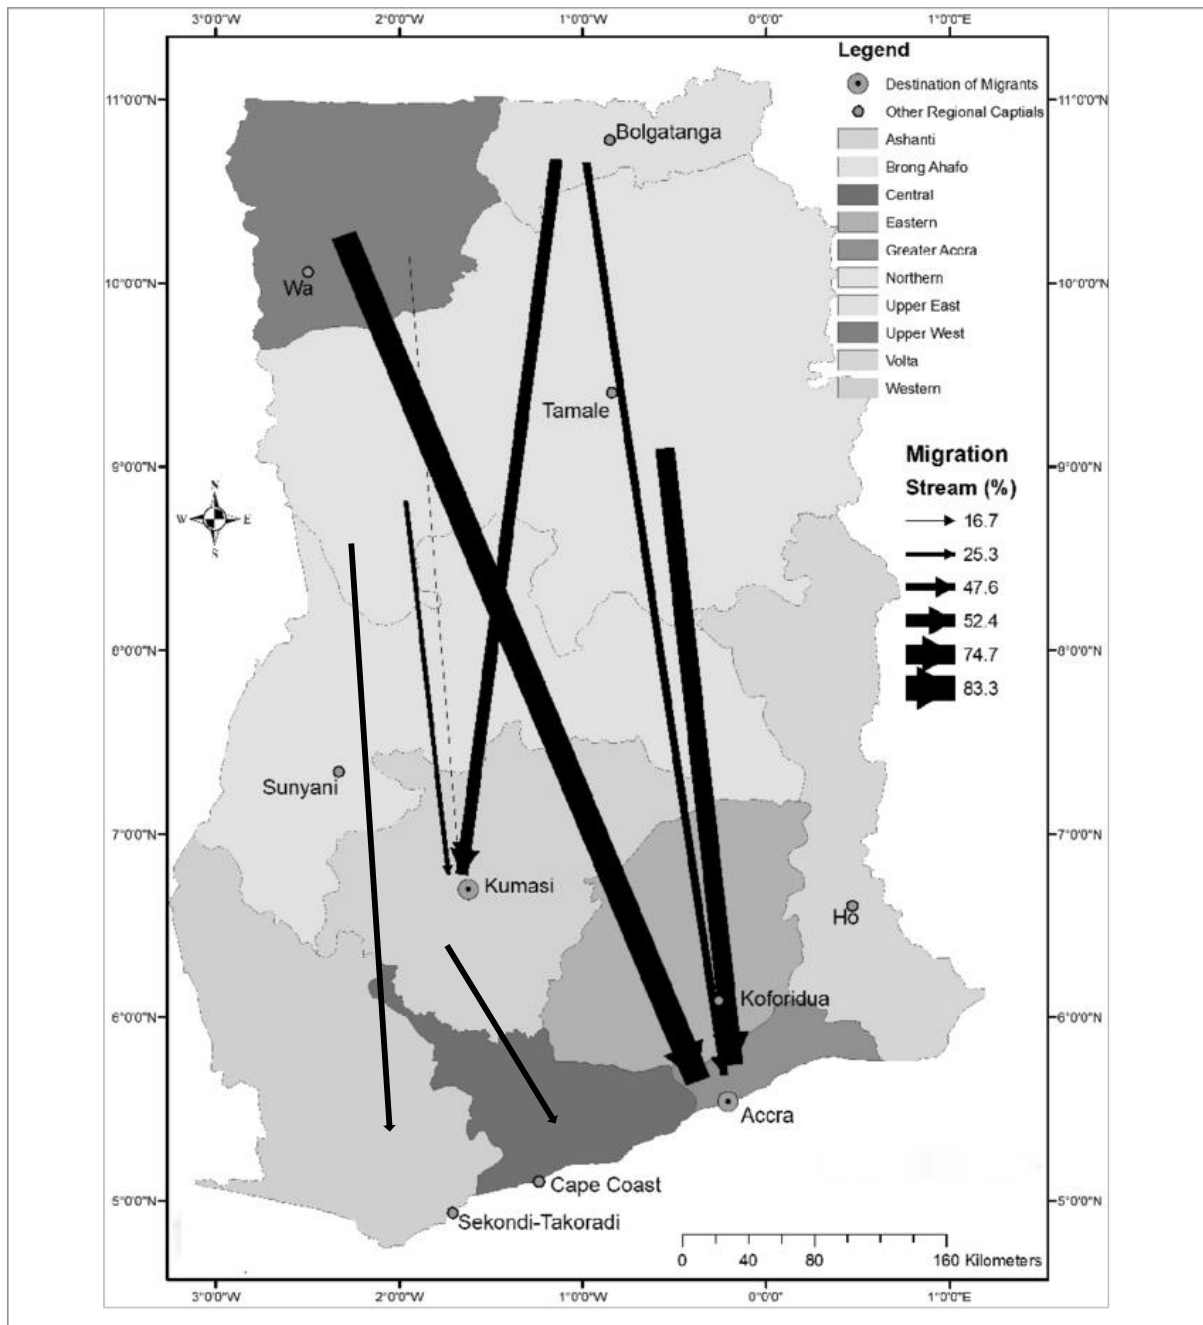 3°0'0"W 2°0'0"W 1°0'0"W 0°0'0" 1°0'0"E
Legend
Destination of Migrants
Other Regional Captials
Ashanti
Brong Ahafo
Central
Eastern
Greater Accra
Northern
Upper East
Upper West
Volta
Western
11°0'0"N 11°0'0"N
Bolgatanga
10°0'0"N 10°0'0"N
Wa
Tamale
9°0'0"N 9°0'0"N
Migration
Stream (%)
16.7
25.3
47.6
52.4
74.7
83.3
N
W E
S
8°0'0"N 8°0'0"N
Sunyani
7°0'0"N 7°0'0"N
Kumasi
Ho
Koforidua
6°0'0"N 6°0'0"N
Accra
Cape Coast
5°0'0"N 5°0'0"N
Sekondi-Takoradi
0 40 80 160 Kilometers
3°0'0"W 2°0'0"W 1°0'0"W 0°0'0" 1°0'0"E